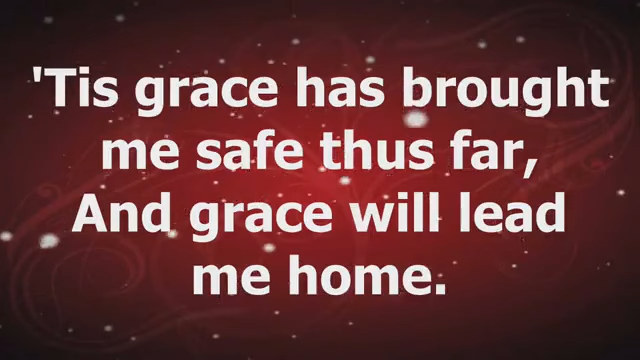 'Tis grace has brought
me safe thus far,
And grace will lead
me home.